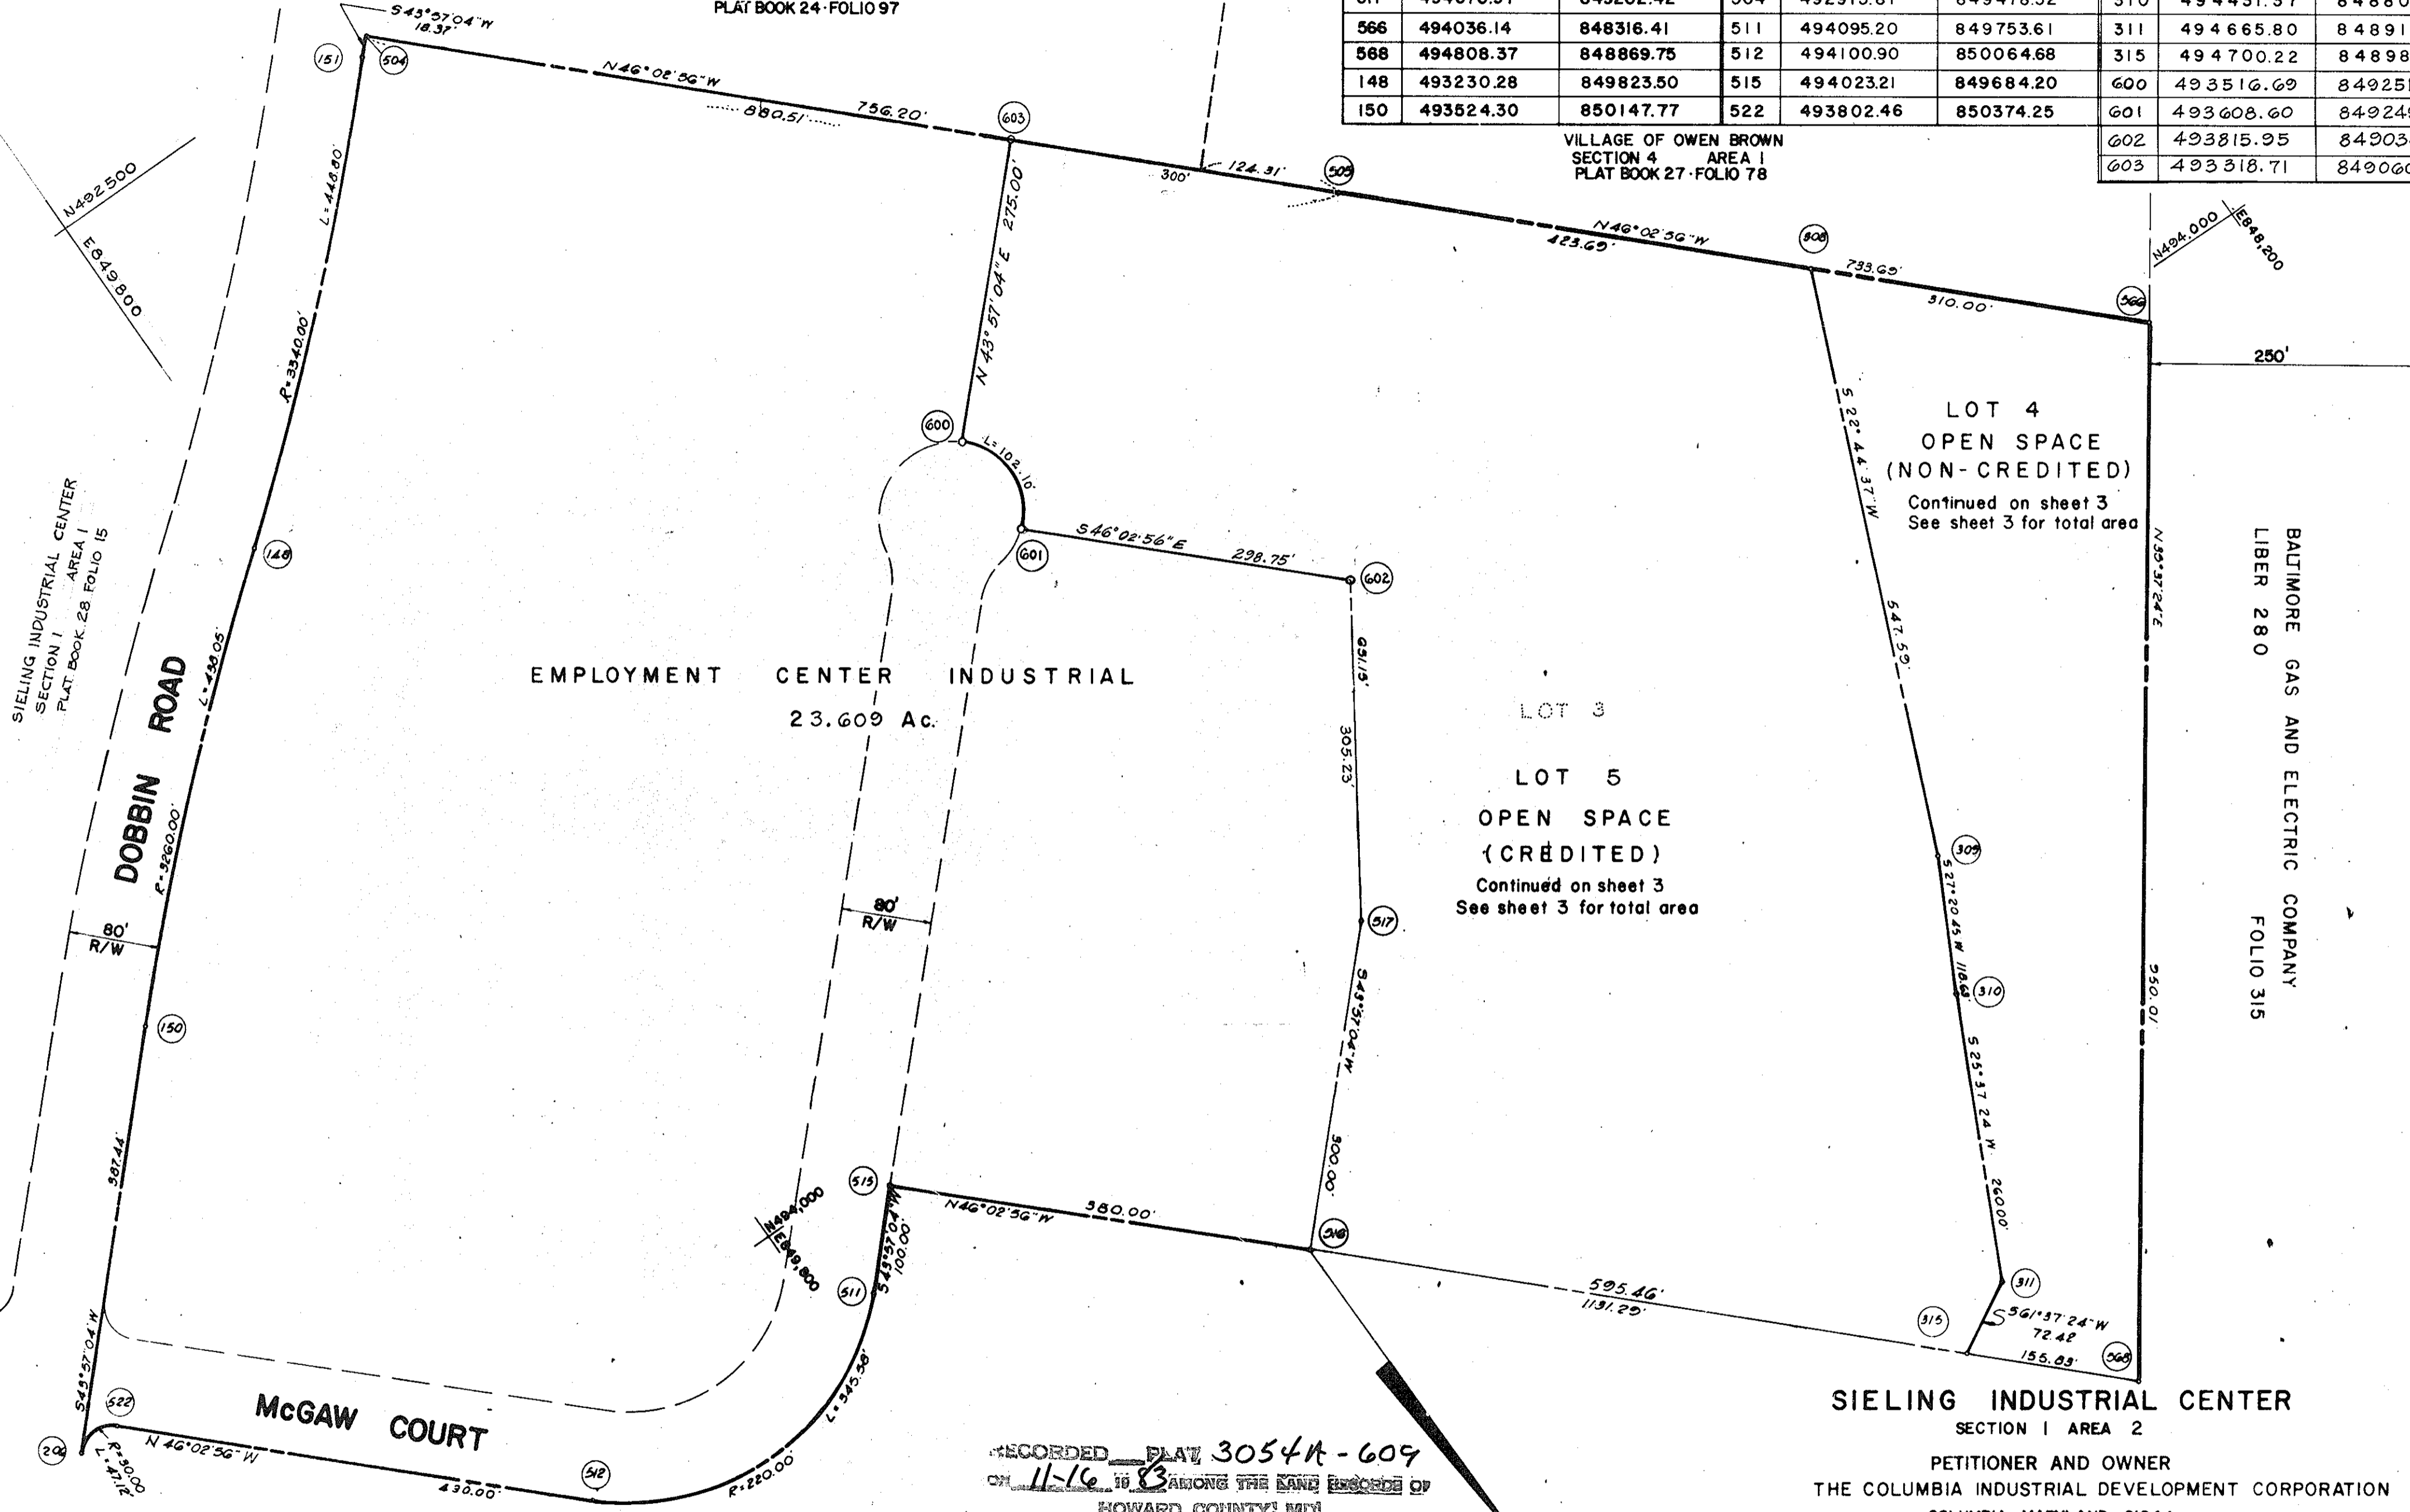 PLAT BOOK 24·FOLIO 97
566 494036.14 848316.41 511 494095.20 849753.61 311 494665.80
568 494808.37 848869.75 512 494100.90 850064.68 315 494700.22
148 493230.28 849823.50 515 494023.21 849684.20 600 493516.69
150 493524.30 850147.77 522 493802.46 850374.25 601 493608.60
602 493815.95
603 493318.71
VILLAGE OF OWEN BROWN
SECTION 4 AREA 1
PLAT BOOK 27·FOLIO 78
S43°57'04"W
18.37'
151
504
N46°02'56"W
756.20'
880.51'
603
300'
124.31'
505
N46°02'56"W
423.69'
308
733.69'
310.00'
566
N494.000
E848,200
250'
N492500
E849800
L=448.80'
R=3340.00'
148
L=438.05'
R=3260.00'
DOBBIN ROAD
80'
R/W
150
387.44'
S43°57'04"W
SIELING INDUSTRIAL CENTER
SECTION 1 AREA 1
PLAT BOOK 28 FOLIO 15
N 43°57'04"E 275.00'
600
L=102.10'
601
S46°02'56"E 298.75'
602
651.15'
305.23'
517
S43°57'04"W
300.00'
516
EMPLOYMENT CENTER INDUSTRIAL
23.609 Ac.
80'
R/W
LOT 3
LOT 5
OPEN SPACE
(CREDITED)
Continued on sheet 3
See sheet 3 for total area
LOT 4
OPEN SPACE
(NON-CREDITED)
Continued on sheet 3
See sheet 3 for total area
S 22°44'37"W
547.59'
309
S27°20'45"W 118.63'
310
S25°37'24"W 260.00'
311
S61°37'24"W
72.42
315
155.83'
568
950.01'
BALTIMORE GAS AND ELECTRIC COMPANY
LIBER 280 FOLIO 315
515
N46°02'56"W
380.00'
595.46'
1131.29'
S43°57'04"W
100.00'
511
N494,000
E849,800
L=345.58'
R=220.00'
512
430.00'
N 46°02'56"W
McGAW COURT
522
R=30.00
L=47.12'
RECORDED PLAT 3054A-609
ON 11-16 19 83 AMONG THE LAND RECORDS OF
HOWARD COUNTY, MD.
SIELING INDUSTRIAL CENTER
SECTION 1 AREA 2
PETITIONER AND OWNER
THE COLUMBIA INDUSTRIAL DEVELOPMENT CORPORATION